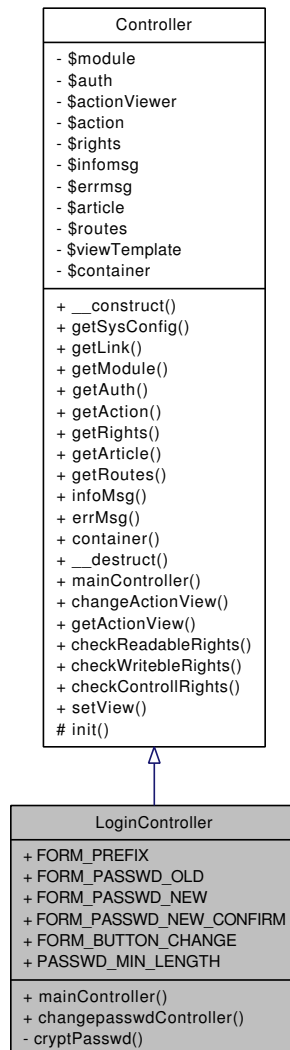 Controller
- $module
- $auth
- $actionViewer
- $action
- $rights
- $infomsg
- $errmsg
- $article
- $routes
- $viewTemplate
- $container
+ __construct()
+ getSysConfig()
+ getLink()
+ getModule()
+ getAuth()
+ getAction()
+ getRights()
+ getArticle()
+ getRoutes()
+ infoMsg()
+ errMsg()
+ container()
+ __destruct()
+ mainController()
+ changeActionView()
+ getActionView()
+ checkReadableRights()
+ checkWritebleRights()
+ checkControllRights()
+ setView()
# init()
LoginController
+ FORM_PREFIX
+ FORM_PASSWD_OLD
+ FORM_PASSWD_NEW
+ FORM_PASSWD_NEW_CONFIRM
+ FORM_BUTTON_CHANGE
+ PASSWD_MIN_LENGTH
+ mainController()
+ changepasswdController()
- cryptPasswd()